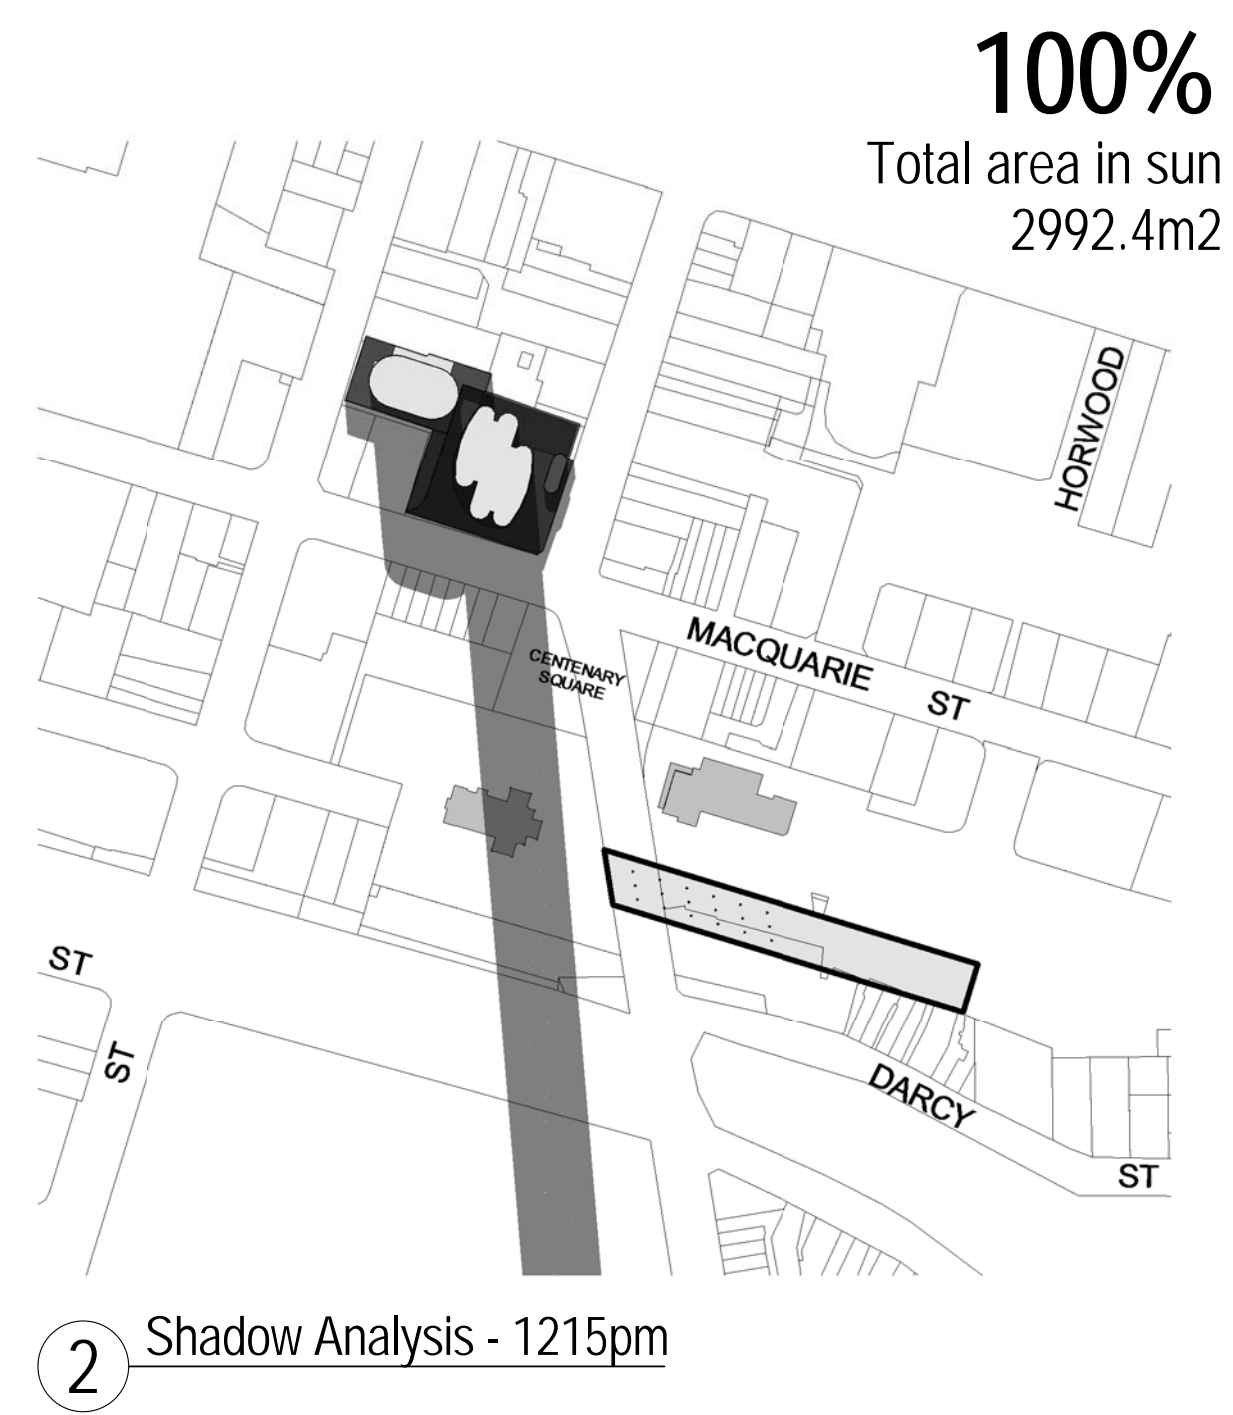 100%
Total area in sun
2992.4m2
HORWOOD
MACQUARIE ST
CENTENARY
SQUARE
ST
ST
DARCY
ST
2
Shadow Analysis - 1215pm